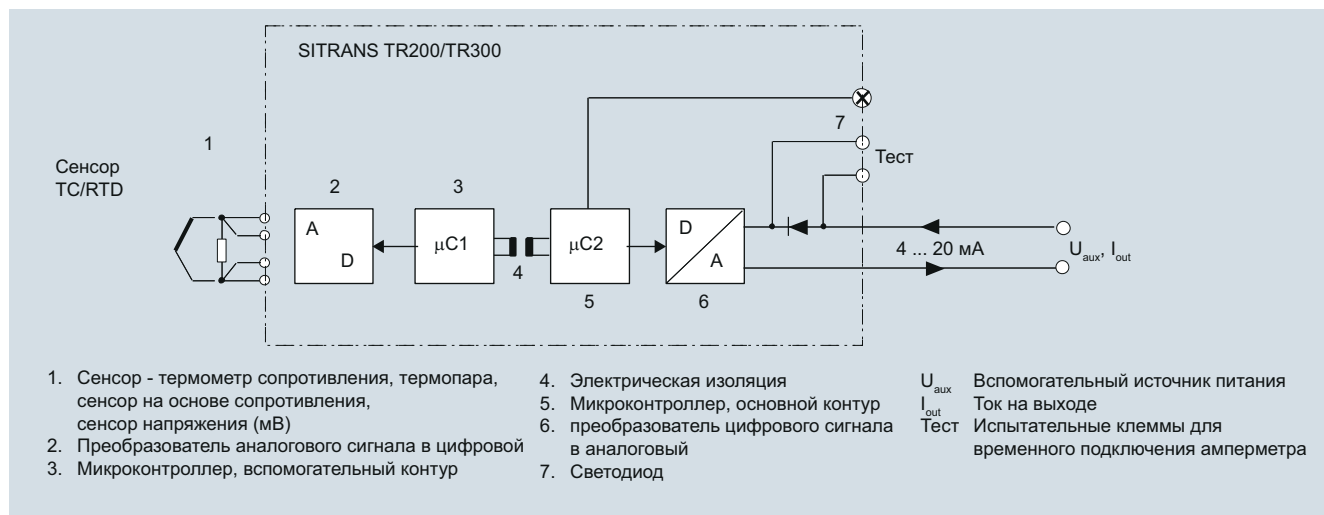 SITRANS TR200/TR300
1
7
Сенсор
TC/RTD
Тест
2
3
A
D
μC1
μC2
D
A
4 ... 20 мА
U aux, I out
4
5
6
1. Сенсор - термометр сопротивления, термопара,
сенсор на основе сопротивления,
сенсор напряжения (мВ)
2. Преобразователь аналогового сигнала в цифровой
3. Микроконтроллер, вспомогательный контур
4. Электрическая изоляция
5. Микроконтроллер, основной контур
6. преобразователь цифрового сигнала
в аналоговый
7. Светодиод
U aux Вспомогательный источник питания
I out Ток на выходе
Тест Испытательные клеммы для
временного подключения амперметра